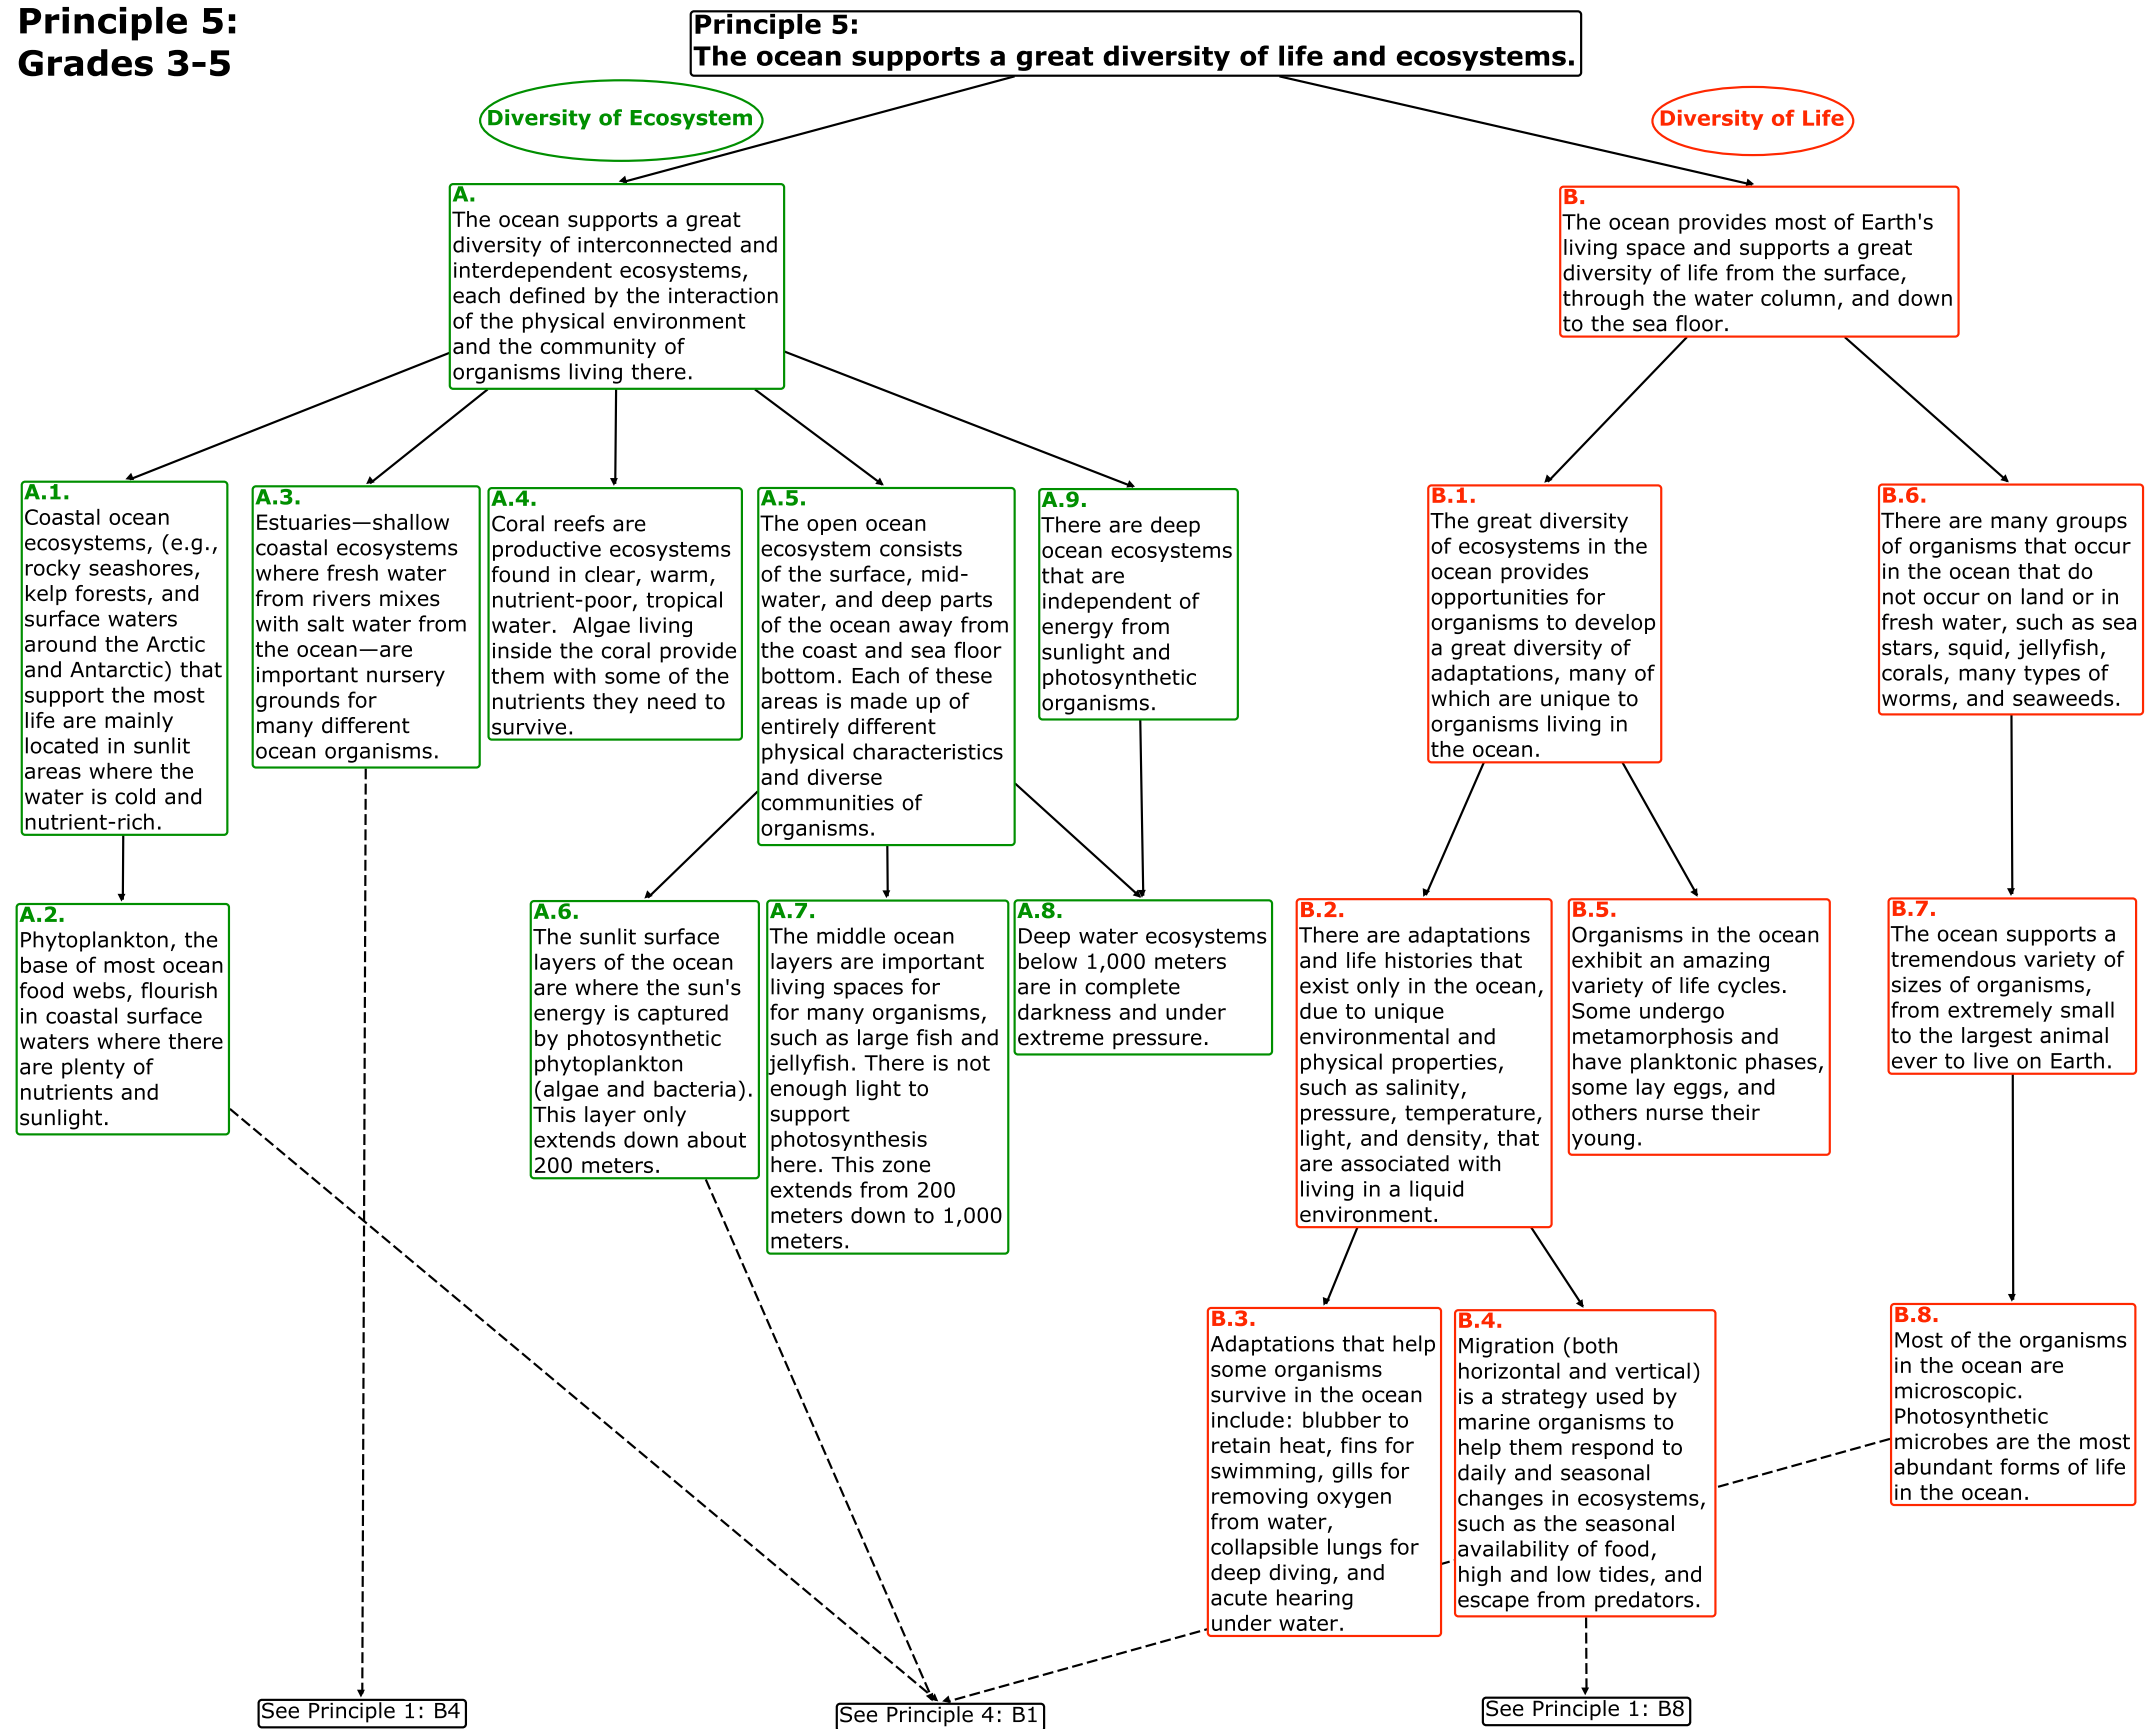 Principle 5:
Grades 3-5
Principle 5:
The ocean supports a great diversity of life and ecosystems.
Diversity of Ecosystem
Diversity of Life
A.
The ocean supports a great
diversity of interconnected and
interdependent ecosystems,
each defined by the interaction
of the physical environment
and the community of
organisms living there.
B.
The ocean provides most of Earth's
living space and supports a great
diversity of life from the surface,
through the water column, and down
to the sea floor.
A.1.
Coastal ocean
ecosystems, (e.g.,
rocky seashores,
kelp forests, and
surface waters
around the Arctic
and Antarctic) that
support the most
life are mainly
located in sunlit
areas where the
water is cold and
nutrient-rich.
A.3.
Estuaries—shallow
coastal ecosystems
where fresh water
from rivers mixes
with salt water from
the ocean—are
important nursery
grounds for
many different
ocean organisms.
A.4.
Coral reefs are
productive ecosystems
found in clear, warm,
nutrient-poor, tropical
water.  Algae living
inside the coral provide
them with some of the
nutrients they need to
survive.
A.5.
The open ocean
ecosystem consists
of the surface, mid-
water, and deep parts
of the ocean away from
the coast and sea floor
bottom. Each of these
areas is made up of
entirely different
physical characteristics
and diverse
communities of
organisms.
A.9.
There are deep
ocean ecosystems
that are
independent of
energy from
sunlight and
photosynthetic
organisms.
B.1.
The great diversity
of ecosystems in the
ocean provides
opportunities for
organisms to develop
a great diversity of
adaptations, many of
which are unique to
organisms living in
the ocean.
B.6.
There are many groups
of organisms that occur
in the ocean that do
not occur on land or in
fresh water, such as sea
stars, squid, jellyfish,
corals, many types of
worms, and seaweeds.
A.2.
Phytoplankton, the
base of most ocean
food webs, flourish
in coastal surface
waters where there
are plenty of
nutrients and
sunlight.
A.6.
The sunlit surface
layers of the ocean
are where the sun's
energy is captured
by photosynthetic
phytoplankton
(algae and bacteria).
This layer only
extends down about
200 meters.
A.7.
The middle ocean
layers are important
living spaces for
for many organisms,
such as large fish and
jellyfish. There is not
enough light to
support
photosynthesis
here. This zone
extends from 200
meters down to 1,000
meters.
A.8.
Deep water ecosystems
below 1,000 meters
are in complete
darkness and under
extreme pressure.
B.2.
There are adaptations
and life histories that
exist only in the ocean,
due to unique
environmental and
physical properties,
such as salinity,
pressure, temperature,
light, and density, that
are associated with
living in a liquid
environment.
B.5.
Organisms in the ocean
exhibit an amazing
variety of life cycles.
Some undergo
metamorphosis and
have planktonic phases,
some lay eggs, and
others nurse their
young.
B.7.
The ocean supports a
tremendous variety of
sizes of organisms,
from extremely small
to the largest animal
ever to live on Earth.
B.3.
Adaptations that help
some organisms
survive in the ocean
include: blubber to
retain heat, fins for
swimming, gills for
removing oxygen
from water,
collapsible lungs for
deep diving, and
acute hearing
under water.
B.4.
Migration (both
horizontal and vertical)
is a strategy used by
marine organisms to
help them respond to
daily and seasonal
changes in ecosystems,
such as the seasonal
availability of food,
high and low tides, and
escape from predators.
B.8.
Most of the organisms
in the ocean are
microscopic.
Photosynthetic
microbes are the most
abundant forms of life
in the ocean.
See Principle 1: B4
See Principle 4: B1
See Principle 1: B8